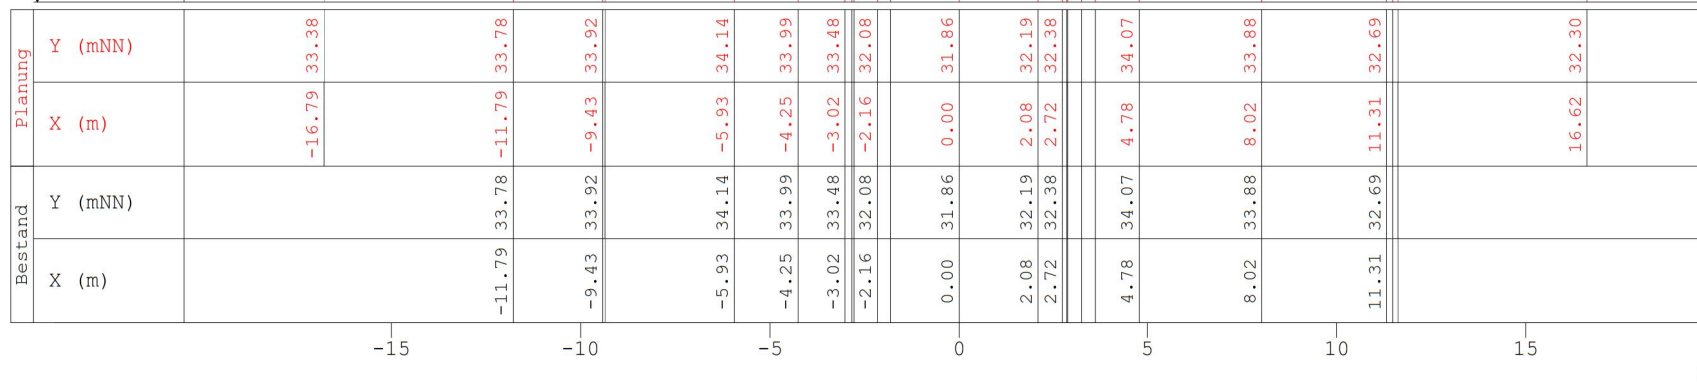 Planung
Y (mNN) 33.38 33.78 33.92 34.14 33.99 33.48 32.08 31.86 32.19 32.38 34.07 33.88 32.69 32.30
X (m) -16.79 -11.79 -9.43 -5.93 -4.25 -3.02 -2.16 0.00 2.08 2.72 4.78 8.02 11.31 16.62
Bestand
Y (mNN) 33.78 33.92 34.14 33.99 33.48 32.08 31.86 32.19 32.38 34.07 33.88 32.69
X (m) -11.79 -9.43 -5.93 -4.25 -3.02 -2.16 0.00 2.08 2.72 4.78 8.02 11.31
-15 -10 -5 0 5 10 15